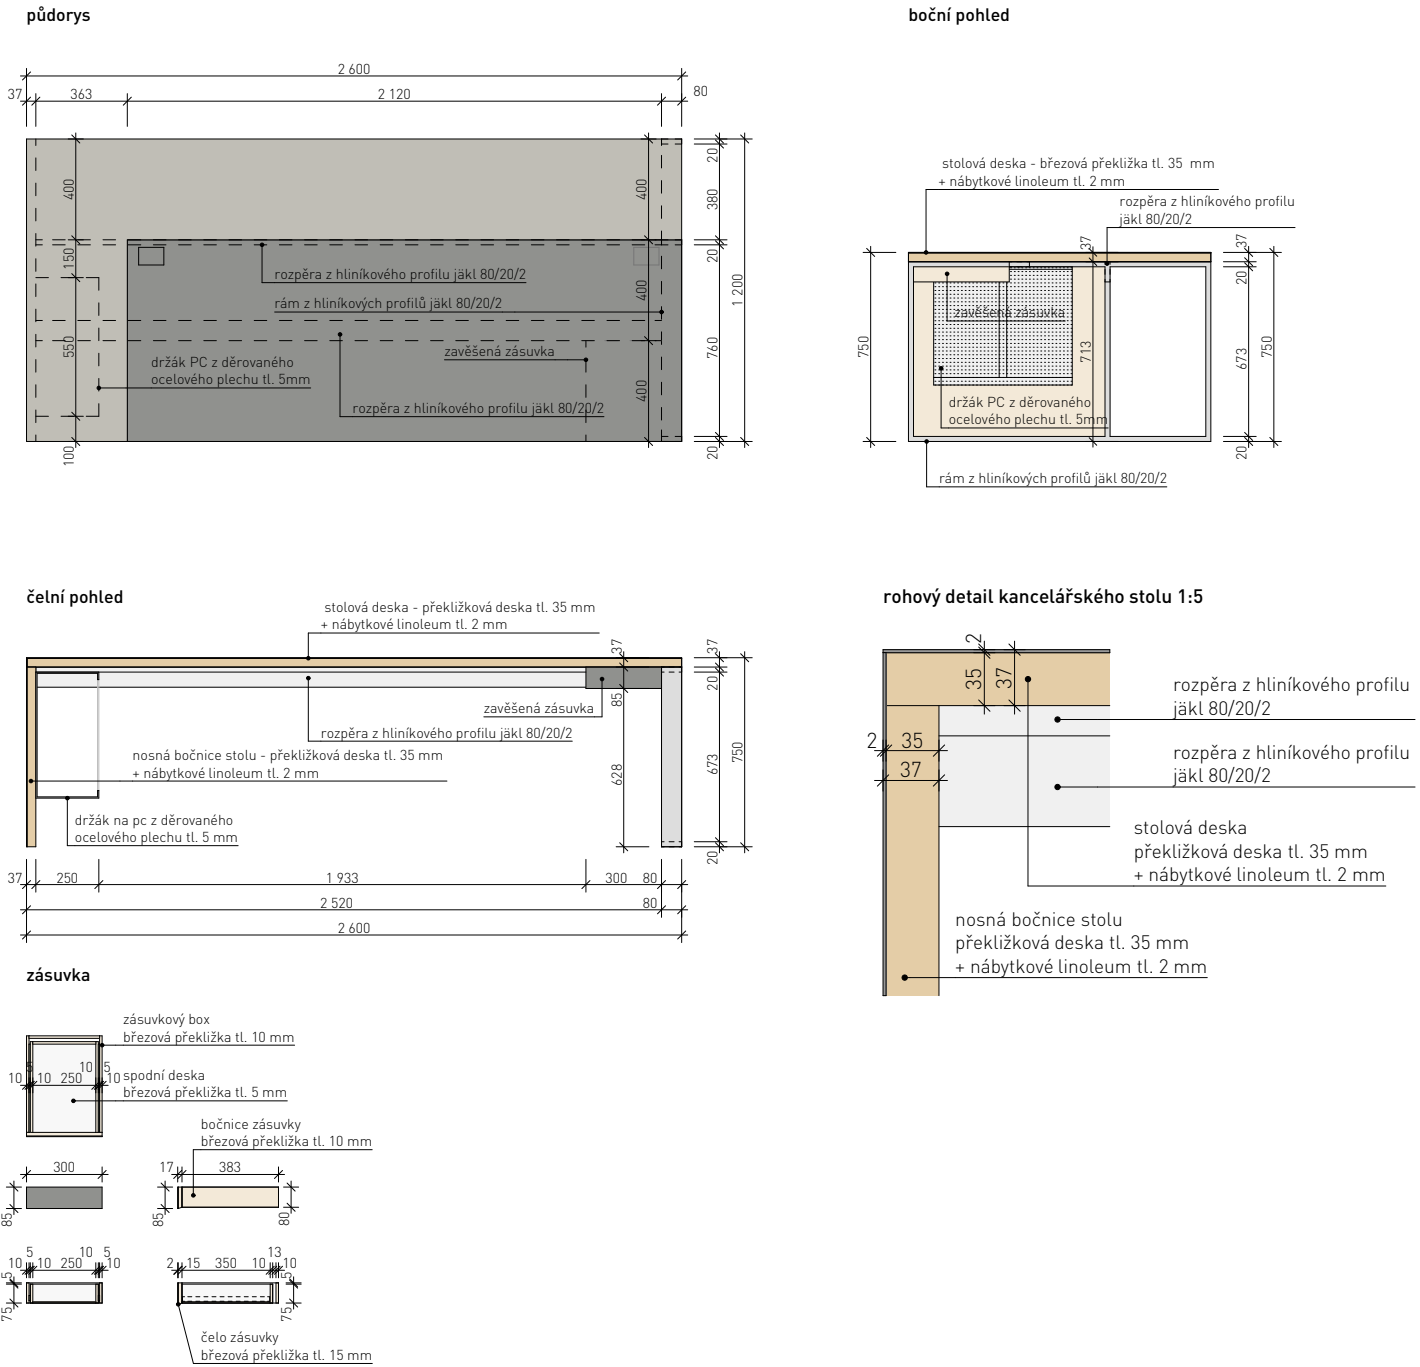 půdorys
2 600
37
363
2 120
80
400
150
550
100
400
400
400
20
380
20
760
20
1 200
rozpěra z hliníkového profilu jäkl 80/20/2
rám z hliníkových profilů jäkl 80/20/2
zavěšená zásuvka
držák PC z děrovaného
ocelového plechu tl. 5mm
rozpěra z hliníkového profilu jäkl 80/20/2
boční pohled
stolová deska - březová překližka tl. 35 mm
+ nábytkové linoleum tl. 2 mm
rozpěra z hliníkového profilu
jäkl 80/20/2
37
37
20
750
713
673
750
20
zavěšená zásuvka
držák PC z děrovaného
ocelového plechu tl. 5mm
rám z hliníkových profilů jäkl 80/20/2
čelní pohled
stolová deska - překližková deska tl. 35 mm
+ nábytkové linoleum tl. 2 mm
37
85
628
37
20
673
750
20
zavěšená zásuvka
rozpěra z hliníkového profilu jäkl 80/20/2
nosná bočnice stolu - překližková deska tl. 35 mm
+ nábytkové linoleum tl. 2 mm
držák na pc z děrovaného
ocelového plechu tl. 5 mm
37
250
1 933
300
80
2 520
80
2 600
rohový detail kancelářského stolu 1:5
2
35
37
2
35
37
rozpěra z hliníkového profilu
jäkl 80/20/2
rozpěra z hliníkového profilu
jäkl 80/20/2
stolová deska
překližková deska tl. 35 mm
+ nábytkové linoleum tl. 2 mm
nosná bočnice stolu
překližková deska tl. 35 mm
+ nábytkové linoleum tl. 2 mm
zásuvka
zásuvkový box
březová překližka tl. 10 mm
5
10
5
10
10
250
10
spodní deska
březová překližka tl. 5 mm
bočnice zásuvky
březová překližka tl. 10 mm
300
85
17
383
85
80
5
10
5
10
10
250
10
5
75
13
2
15
350
10
10
5
75
čelo zásuvky
březová překližka tl. 15 mm